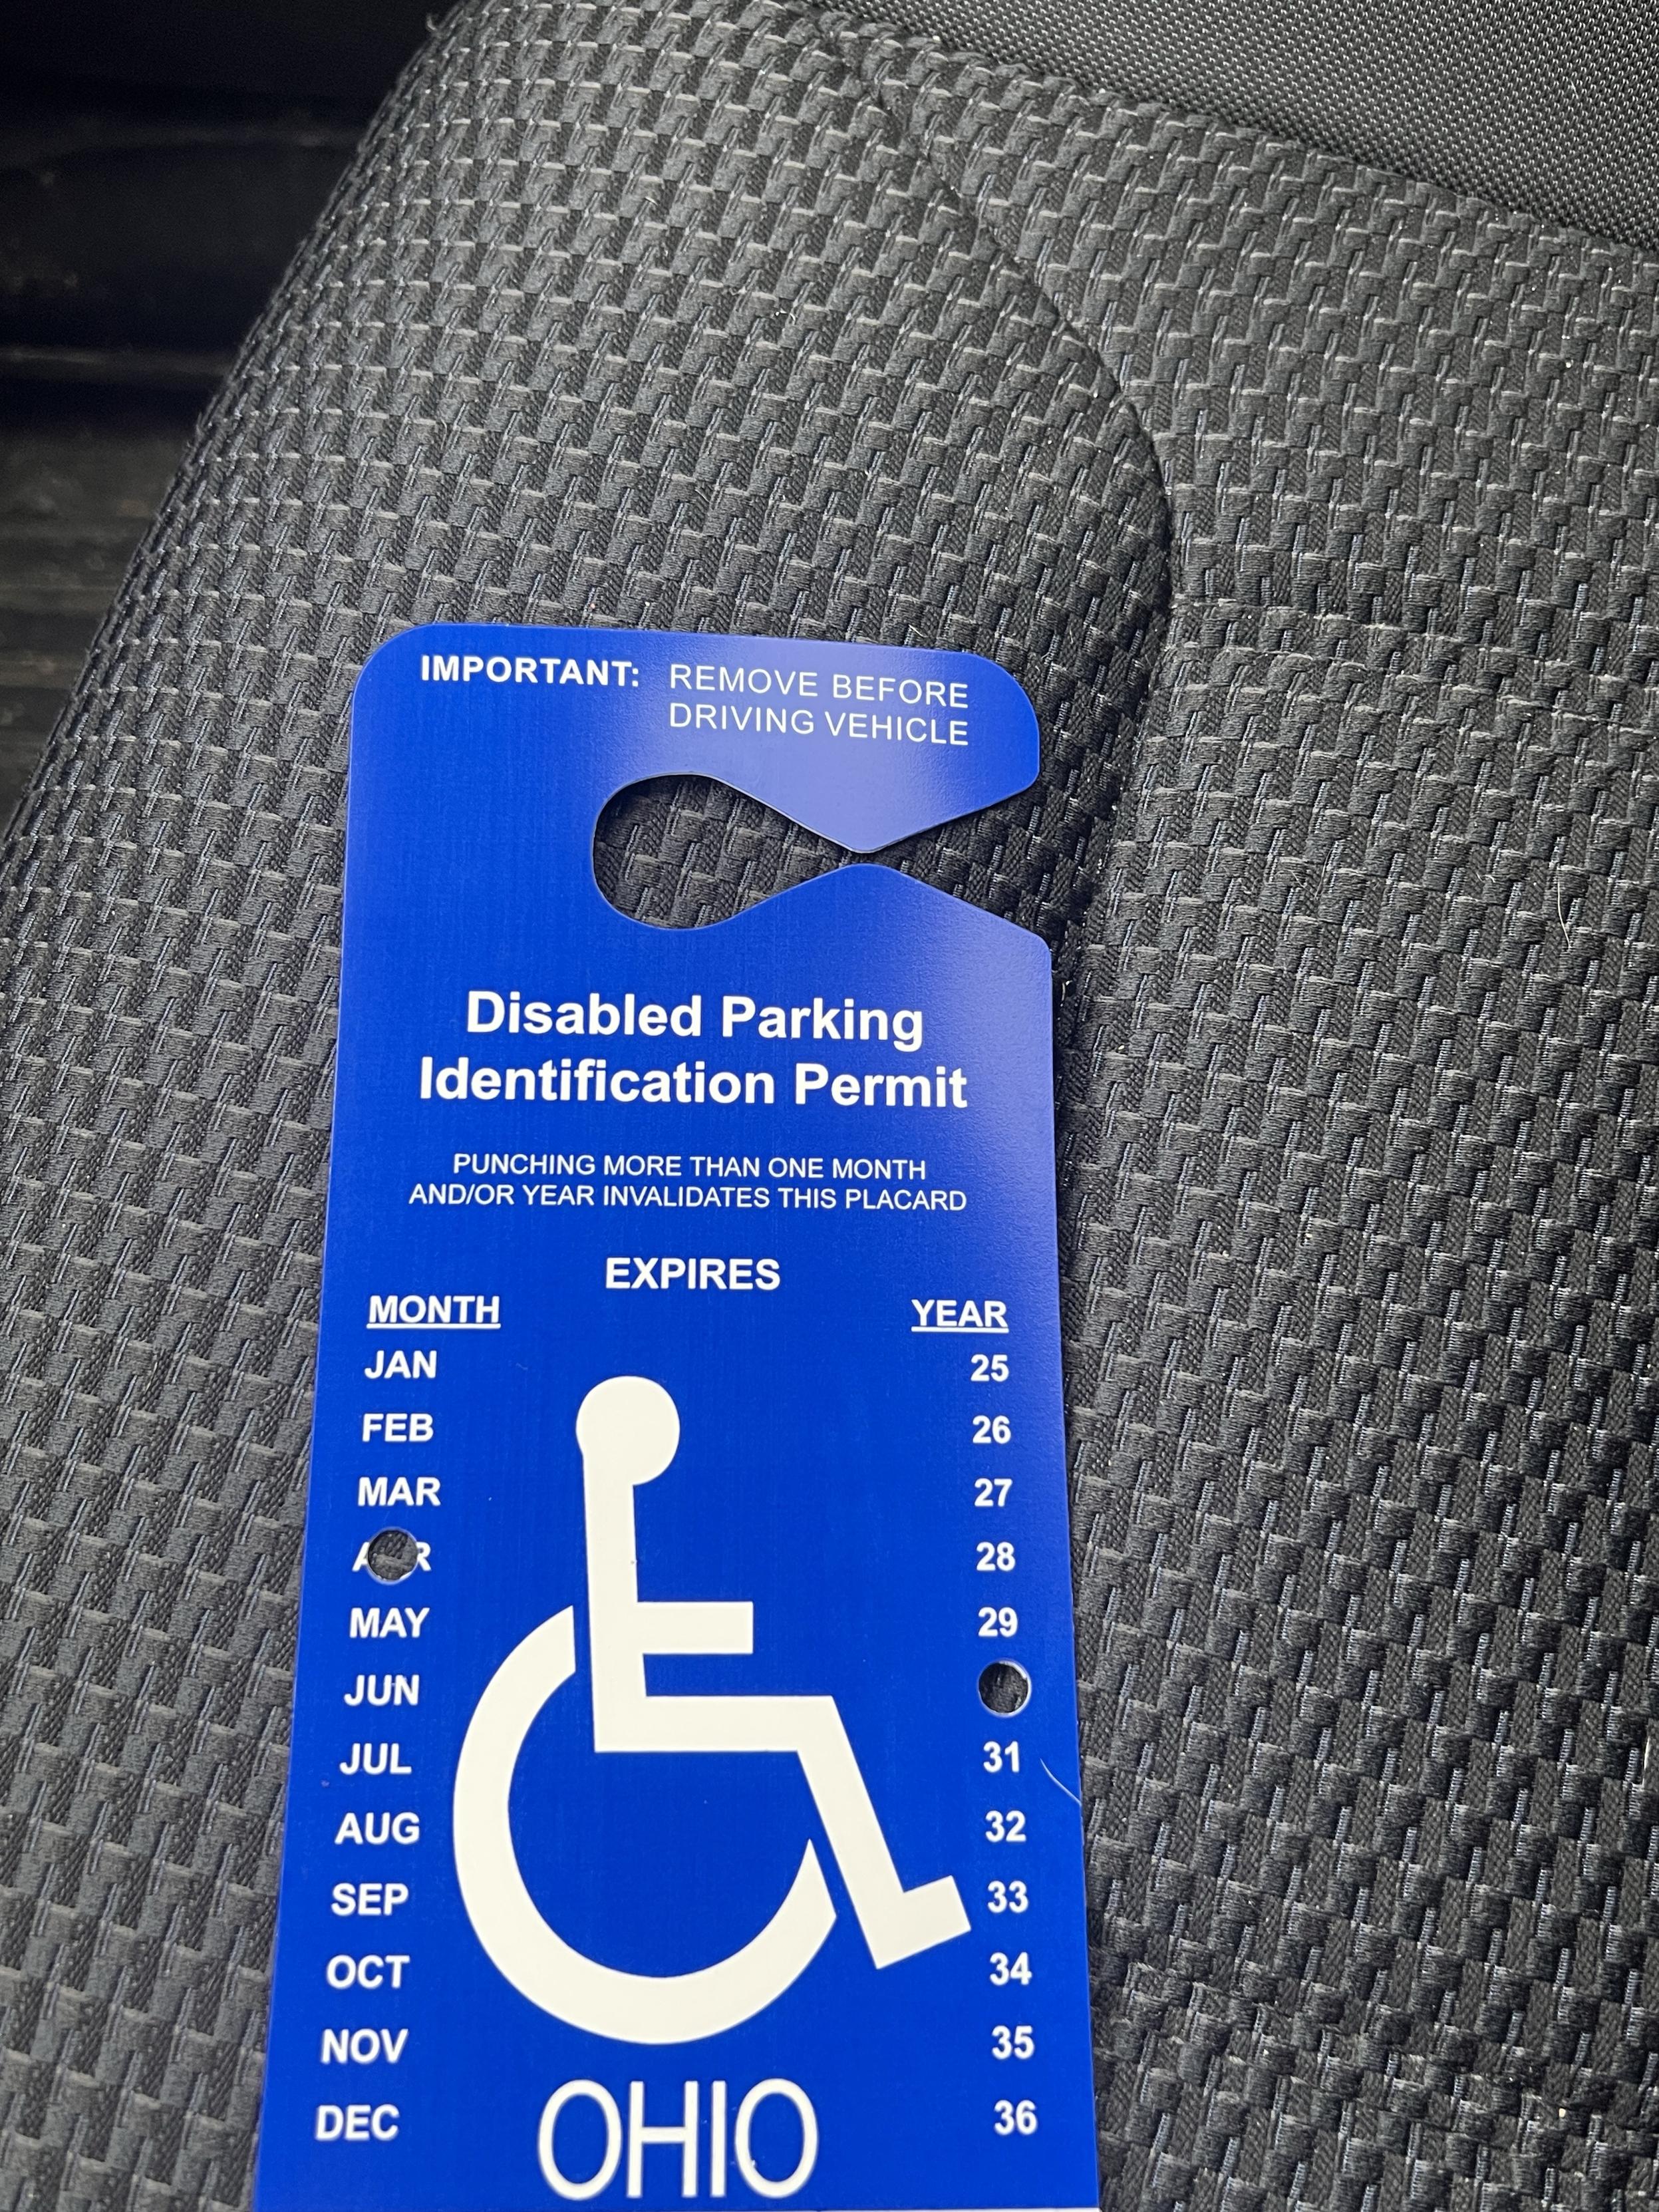 IMPORTANT: REMOVE BEFORE
DRIVING VEHICLE
Disabled Parking
Identification Permit
PUNCHING MORE THAN ONE MONTH
AND/OR YEAR INVALIDATES THIS PLACARD
EXPIRES
MONTH YEAR
JAN 25
FEB 26
MAR 27
28
MAY 29
JUN
JUL 31
AUG 32
SEP 33
OCT 34
NOV 35
DEC 36
OHIO